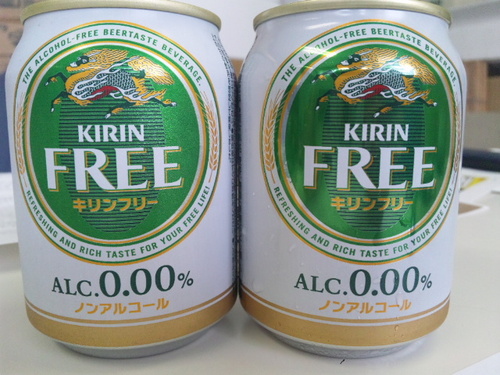 THE ALCOHOL-FREE BEERTASTE BEVERAGE.
KIRIN
FREE
キリンフリー
REFRESHING AND RICH TASTE FOR YOUR FREE LIFE!
ALC.0.00%
ノンアルコール
THE ALCOHOL-FREE BEERTASTE BEVERAGE.
KIRIN
FREE
キリンフリー
REFRESHING AND RICH TASTE FOR YOUR FREE LIFE!
ALC.0.00%
ノンアルコール